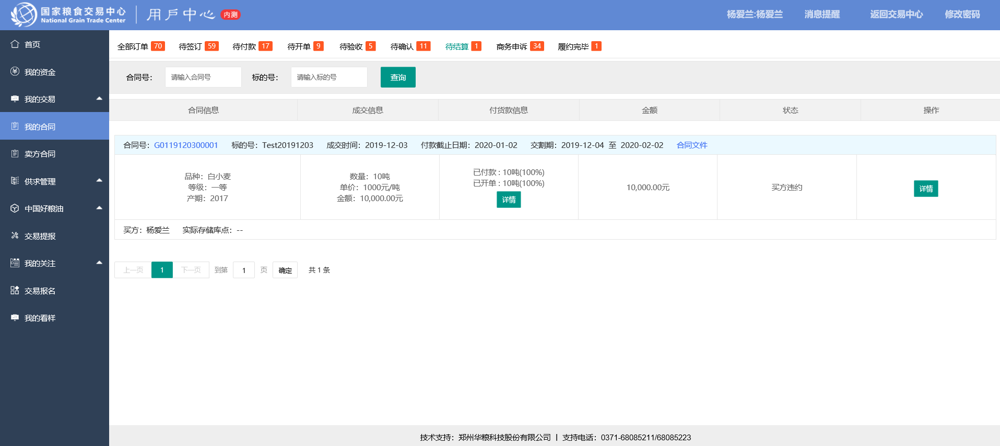 国家粮食交易中心
National Grain Trade Center
用户中心 内测
杨爱兰:杨爱兰 消息提醒 返回交易中心 修改密码
首页
我的资金
我的交易
我的合同
卖方合同
供求管理
中国好粮油
交易提报
我的关注
交易报名
我的看样
全部订单 70 待签订 59 待付款 17 待开单 9 待验收 5 待确认 11 待结算 1 商务申诉 34 履约完毕 1
合同号： 请输入合同号 标的号： 请输入标的号 查询
合同信息 成交信息 付货款信息 金额 状态 操作
合同号：G0119120300001 标的号：Test20191203 成交时间：2019-12-03 付款截止日期：2020-01-02 交割期：2019-12-04 至 2020-02-02 合同文件
品种：白小麦
等级：一等
产期：2017
数量：10吨
单价：1000元/吨
金额：10,000.00元
已付款 : 10吨(100%)
已开单 : 10吨(100%)
详情
10,000.00元
买方违约
详情
买方：杨爱兰 实际存储库点：--
上一页 1 下一页 到第 1 页 确定 共 1 条
技术支持：郑州华粮科技股份有限公司 | 支持电话：0371-68085211/68085223